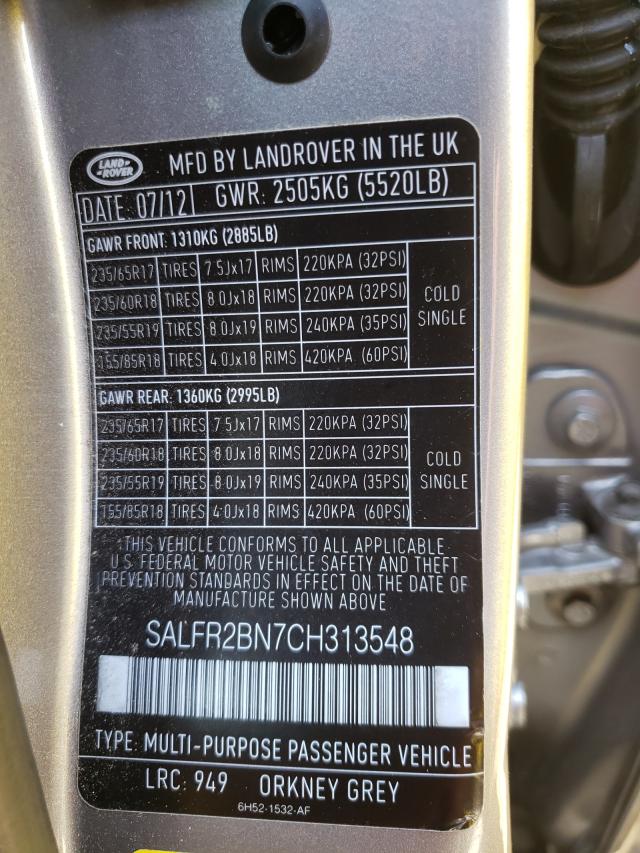 LAND-
ROVER
MFD BY LANDROVER IN THE UK
DATE: 07/12 GWR: 2505KG (5520LB)
GAWR FRONT: 1310KG (2885LB)
235/65R17 TIRES 7.5Jx17 RIMS 220KPA (32PSI)
235/60R18 TIRES 8.0Jx18 RIMS 220KPA (32PSI)
235/55R19 TIRES 8.0Jx19 RIMS 240KPA (35PSI)
155/85R18 TIRES 4.0Jx18 RIMS 420KPA (60PSI)
COLD
SINGLE
GAWR REAR: 1360KG (2995LB)
235/65R17 TIRES 7.5Jx17 RIMS 220KPA (32PSI)
235/60R18 TIRES 8.0Jx18 RIMS 220KPA (32PSI)
235/55R19 TIRES 8.0Jx19 RIMS 240KPA (35PSI)
155/85R18 TIRES 4.0Jx18 RIMS 420KPA (60PSI)
COLD
SINGLE
THIS VEHICLE CONFORMS TO ALL APPLICABLE
U.S. FEDERAL MOTOR VEHICLE SAFETY AND THEFT
PREVENTION STANDARDS IN EFFECT ON THE DATE OF
MANUFACTURE SHOWN ABOVE
SALFR2BN7CH313548
TYPE: MULTI-PURPOSE PASSENGER VEHICLE
LRC: 949 ORKNEY GREY
6H52-1532-AF